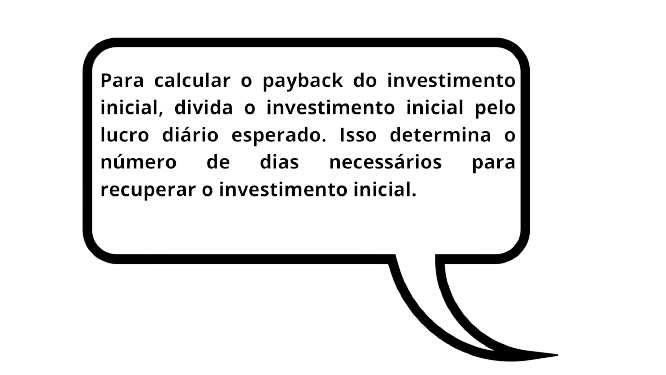 Para calcular o payback do investimento
inicial, divida o investimento inicial pelo
lucro diário esperado. Isso determina o
número de dias necessários para
recuperar o investimento inicial.